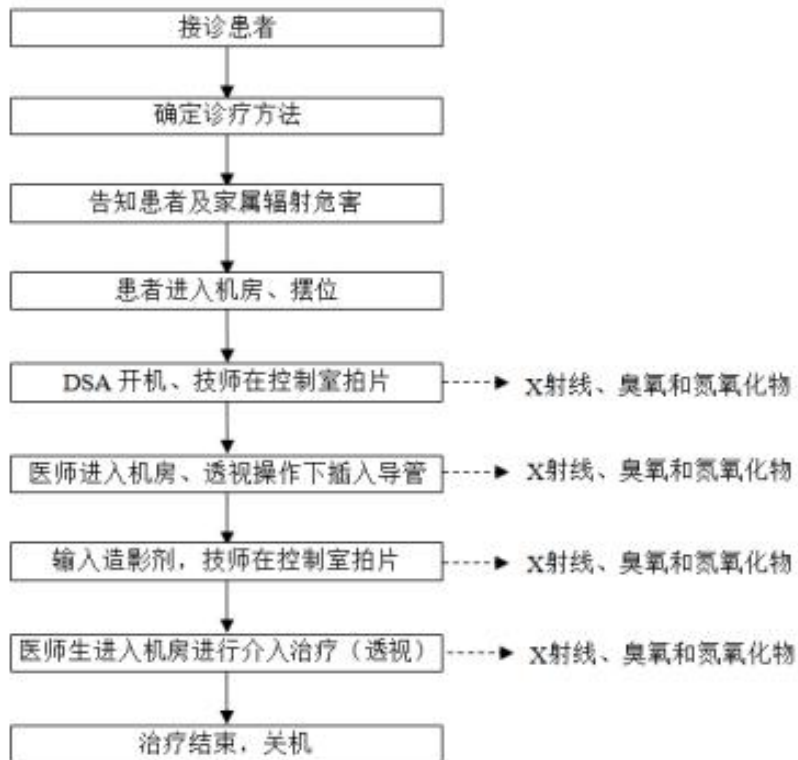 接诊患者
确定诊疗方法
告知患者及家属辐射危害
患者进入机房、摆位
DSA 开机、技师在控制室拍片
X射线、臭氧和氮氧化物
医师进入机房、透视操作下插入导管
X射线、臭氧和氮氧化物
输入造影剂，技师在控制室拍片
X射线、臭氧和氮氧化物
医师生进入机房进行介入治疗（透视）
X射线、臭氧和氮氧化物
治疗结束，关机